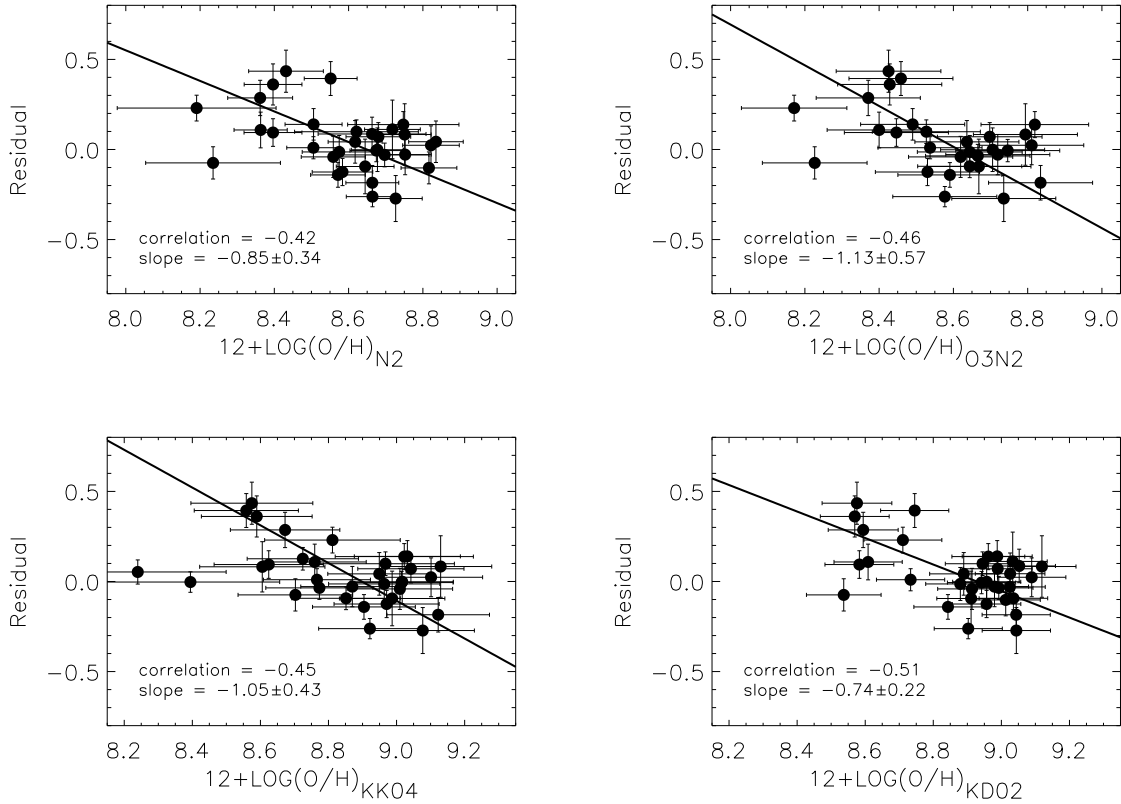 0.5
0.0
−0.5
Residual
correlation = −0.42
slope = −0.85±0.34
8.0 8.2 8.4 8.6 8.8 9.0
12+LOG(O/H)N2
0.5
0.0
−0.5
Residual
correlation = −0.46
slope = −1.13±0.57
8.0 8.2 8.4 8.6 8.8 9.0
12+LOG(O/H)O3N2
0.5
0.0
−0.5
Residual
correlation = −0.45
slope = −1.05±0.43
8.2 8.4 8.6 8.8 9.0 9.2
12+LOG(O/H)KK04
0.5
0.0
−0.5
Residual
correlation = −0.51
slope = −0.74±0.22
8.2 8.4 8.6 8.8 9.0 9.2
12+LOG(O/H)KD02